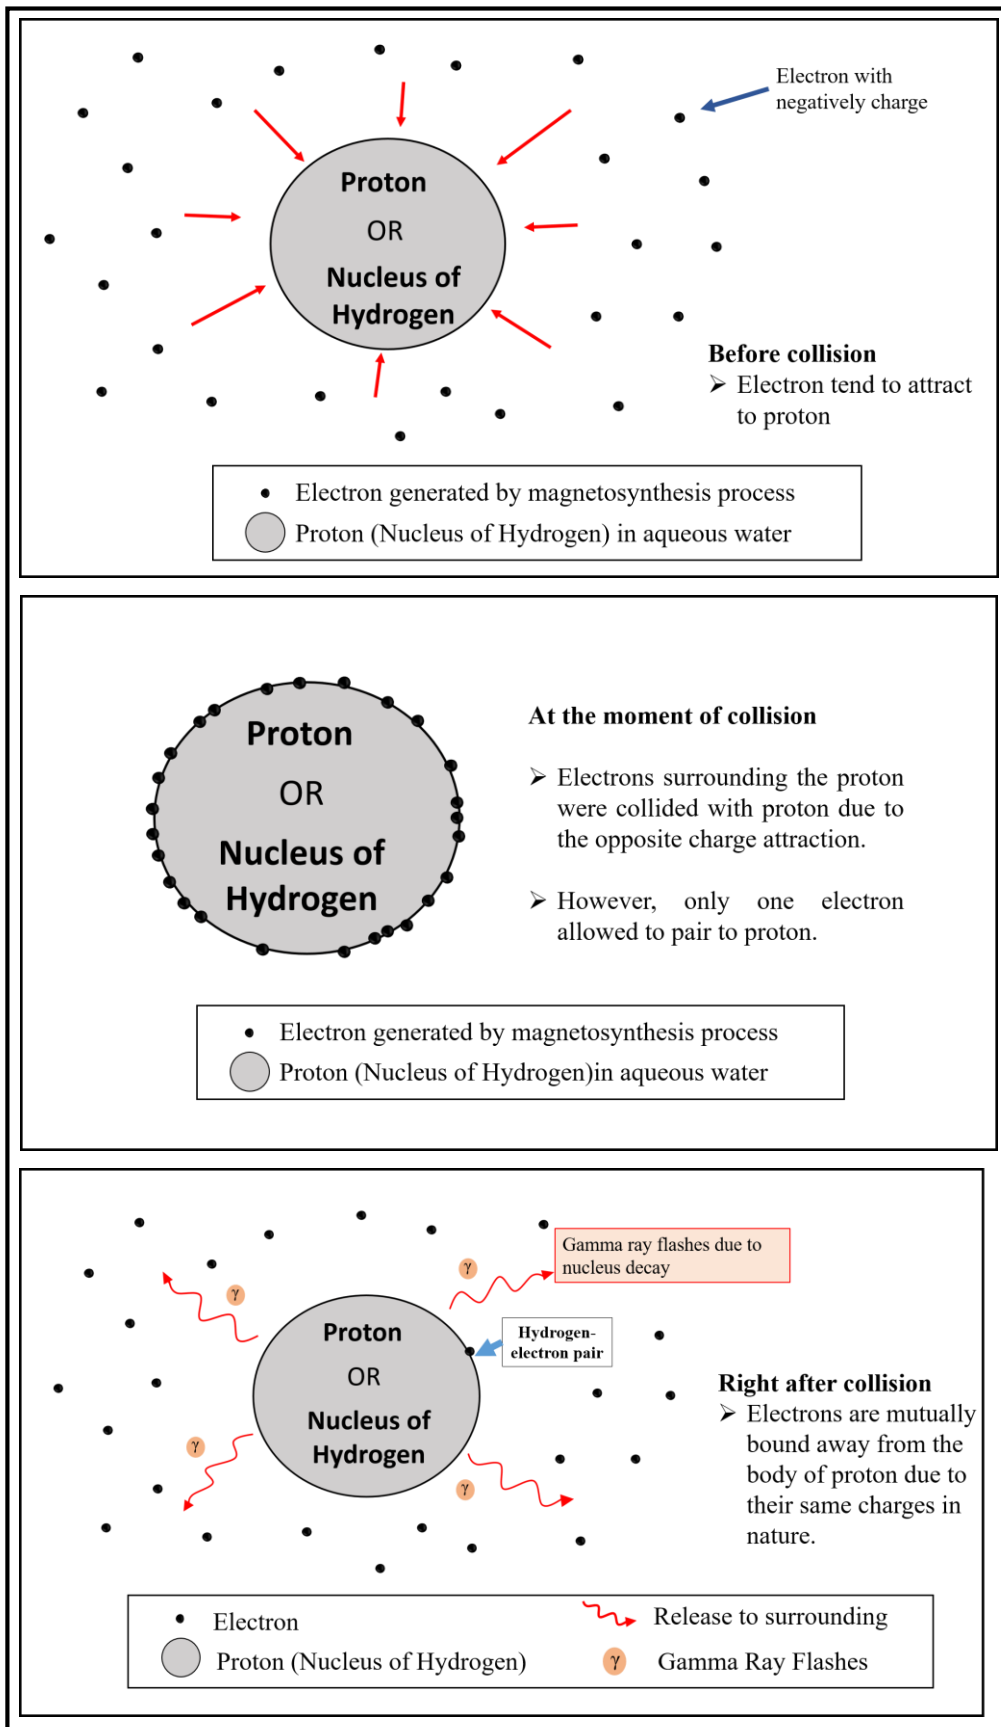 Electron with
negatively charge
Proton
OR
Nucleus of
Hydrogen
Before collision
➢ Electron tend to attract
to proton
Electron generated by magnetosynthesis process
Proton (Nucleus of Hydrogen) in aqueous water
Proton
OR
Nucleus of
Hydrogen
At the moment of collision
➢ Electrons surrounding the proton
were collided with proton due to
the opposite charge attraction.
➢ However, only one electron
allowed to pair to proton.
Electron generated by magnetosynthesis process
Proton (Nucleus of Hydrogen)in aqueous water
Gamma ray flashes due to
nucleus decay
γ
γ
Hydrogen-
electron pair
Proton
OR
Nucleus of
Hydrogen
γ
γ
Right after collision
➢ Electrons are mutually
bound away from the
body of proton due to
their same charges in
nature.
Electron
Release to surrounding
Proton (Nucleus of Hydrogen)
γ Gamma Ray Flashes